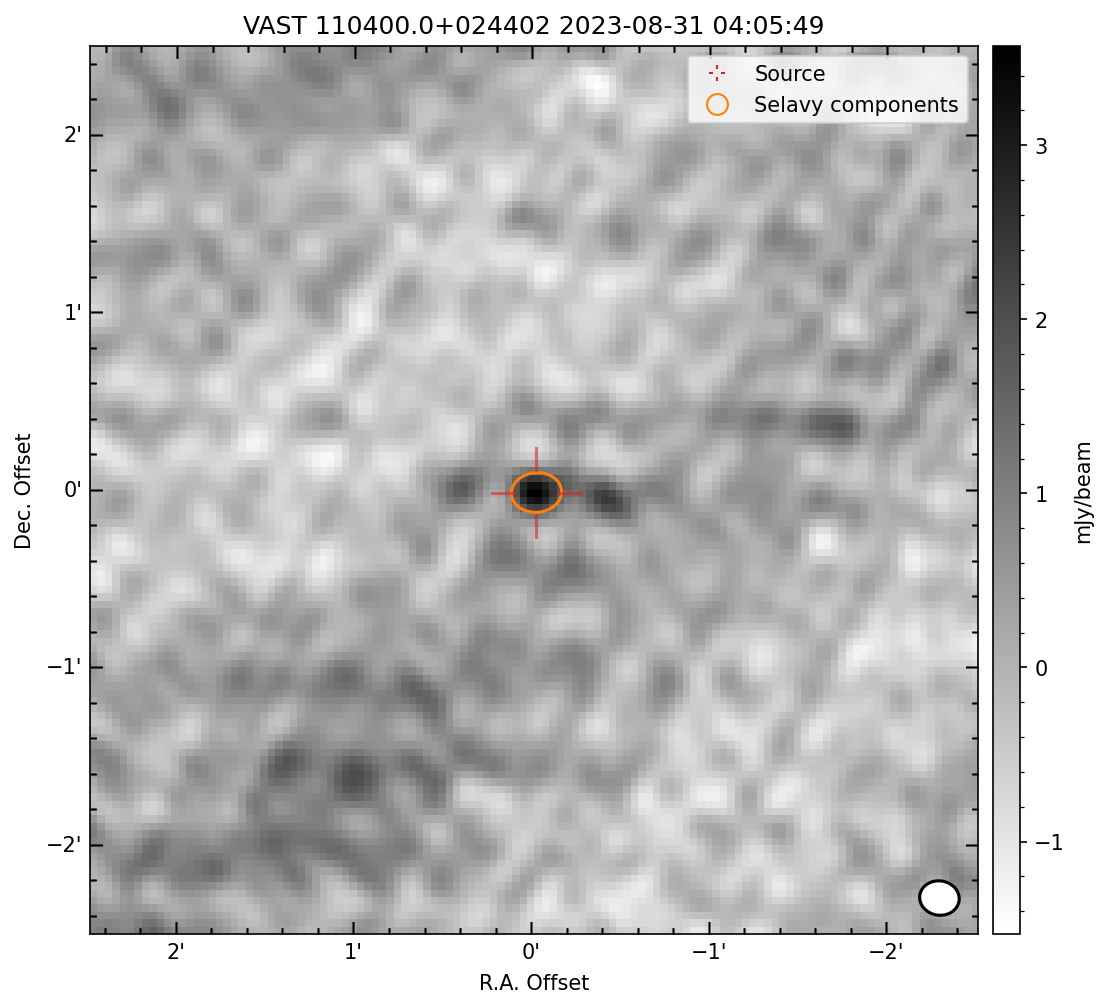 VAST 110400.0+024402 2023-08-31 04:05:49
Source
Selavy components
2'
1'
0'
−1'
−2'
Dec. Offset
2'
1'
0'
−1'
−2'
R.A. Offset
3
2
1
0
−1
mJy/beam